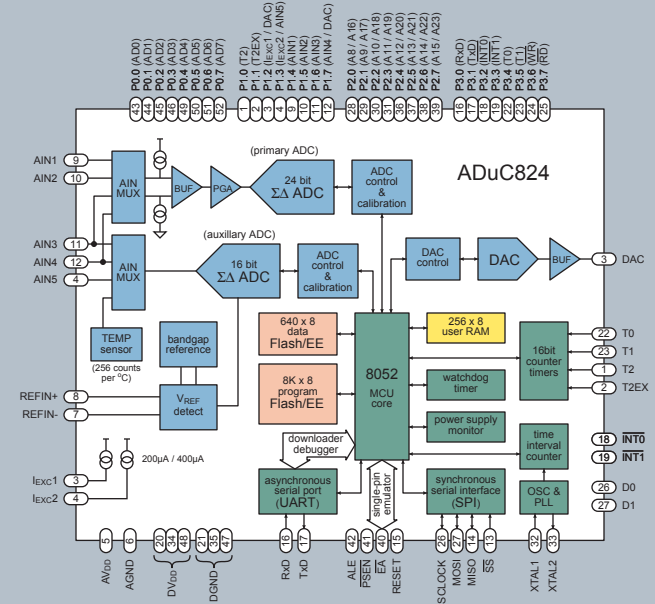 P0.0 (AD0)
P0.1 (AD1)
P0.2 (AD2)
P0.3 (AD3)
P0.4 (AD4)
P0.5 (AD5)
P0.6 (AD6)
P0.7 (AD7)
P1.0 (T2)
P1.1 (T2EX)
P1.2 (IEXC1 / DAC)
P1.3 (IEXC2 / AIN5)
P1.4 (AIN1)
P1.5 (AIN2)
P1.6 (AIN3)
P1.7 (AIN4 / DAC)
P2.0 (A8 / A16)
P2.1 (A9 / A17)
P2.2 (A10 / A18)
P2.3 (A11 / A19)
P2.4 (A12 / A20)
P2.5 (A13 / A21)
P2.6 (A14 / A22)
P2.7 (A15 / A23)
P3.0 (RxD)
P3.1 (TxD)
P3.2 (INT0)
P3.3 (INT1)
P3.4 (T0)
P3.5 (T1)
P3.6 (WR)
P3.7 (RD)
43 44 45 46 49 50 51 52
1 2 3 4 9 10 11 12
28 29 30 31 36 37 38 39
16 17 18 19 22 23 24 25
ADuC824
AIN1 9
AIN2 10
AIN3 11
AIN4 12
AIN5 4
AIN
MUX
BUF
PGA
(primary ADC)
24 bit
ΣΔ ADC
ADC
control
&
calibration
AIN
MUX
(auxillary ADC)
16 bit
ΣΔ ADC
ADC
control &
calibration
DAC
control
DAC
BUF
3 DAC
TEMP
sensor
(256 counts
per °C)
bandgap
reference
VREF
detect
REFIN+ 8
REFIN- 7
640 x 8
data
Flash/EE
8K x 8
program
Flash/EE
8052
MCU
core
256 x 8
user RAM
watchdog
timer
power supply
monitor
16bit
counter
timers
22 T0
23 T1
1 T2
2 T2EX
time
interval
counter
18 INT0
19 INT1
200µA / 400µA
IEXC1 3
IEXC2 4
downloader
debugger
asynchronous
serial port
(UART)
single-pin
emulator
synchronous
serial interface
(SPI)
OSC &
PLL
26 D0
27 D1
5 6 20 34 48 21 35 47 16 17 42 41 40 15 26 27 14 13 32 33
AVDD
AGND
DVDD
DGND
RxD
TxD
ALE
PSEN
EA
RESET
SCLOCK
MOSI
MISO
SS
XTAL1
XTAL2